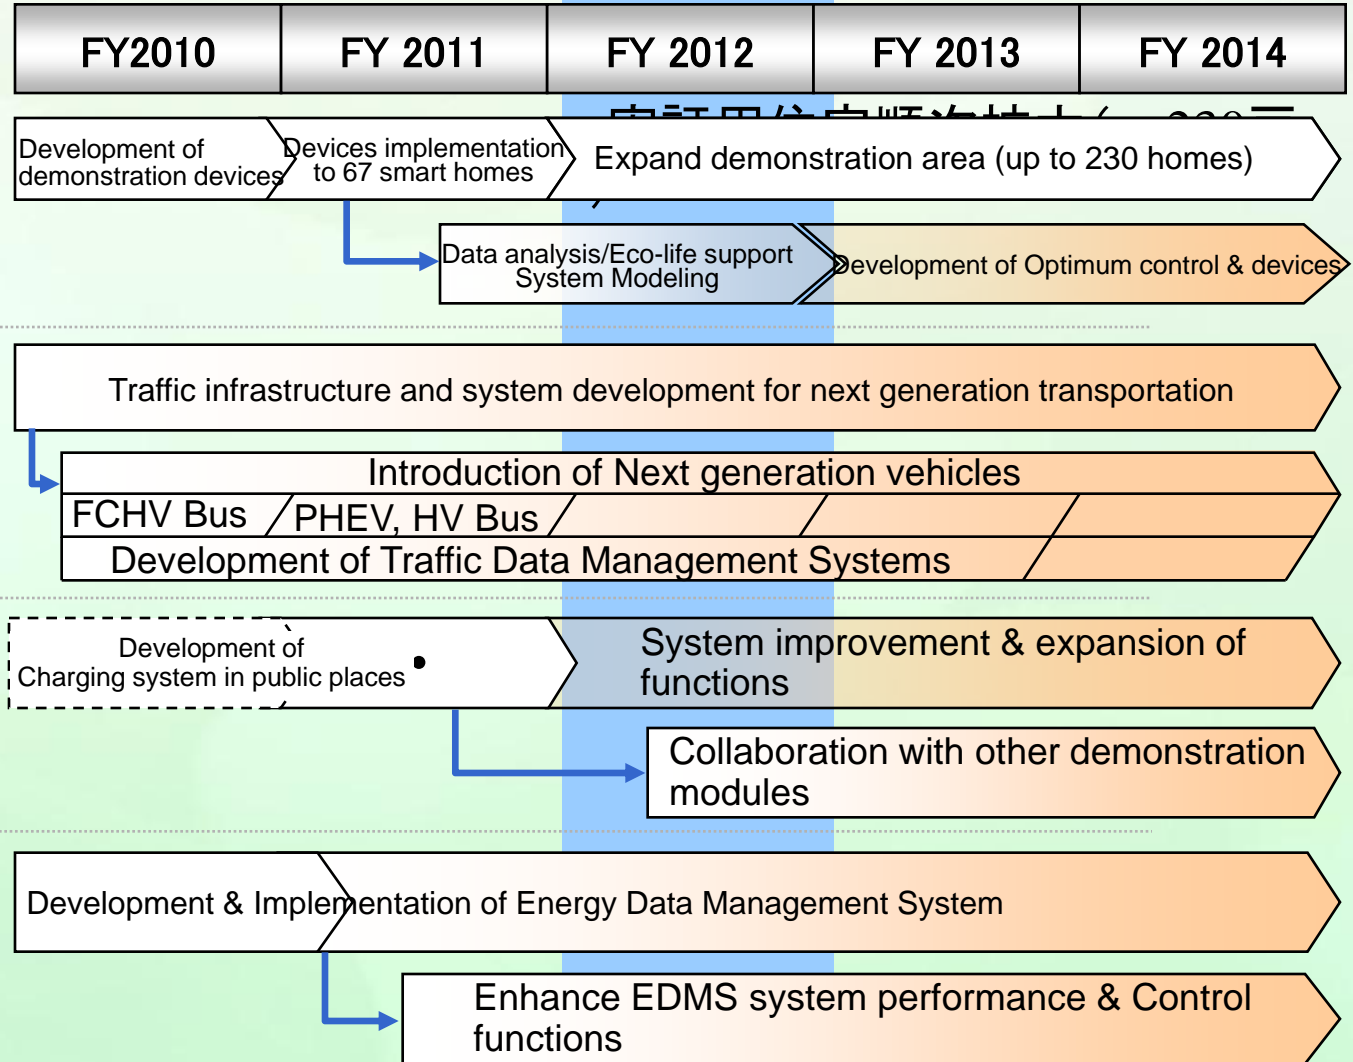 FY2010
FY 2011
FY 2012
FY 2013
FY 2014
Development of
demonstration devices
Devices implementation
to 67 smart homes
Expand demonstration area (up to 230 homes)
Data analysis/Eco-life support
System Modeling
Development of Optimum control & devices
Traffic infrastructure and system development for next generation transportation
Introduction of Next generation vehicles
FCHV Bus
PHEV, HV Bus
Development of Traffic Data Management Systems
Development of
Charging system in public places
•
System improvement & expansion of
functions
Collaboration with other demonstration
modules
Development & Implementation of Energy Data Management System
Enhance EDMS system performance & Control
functions